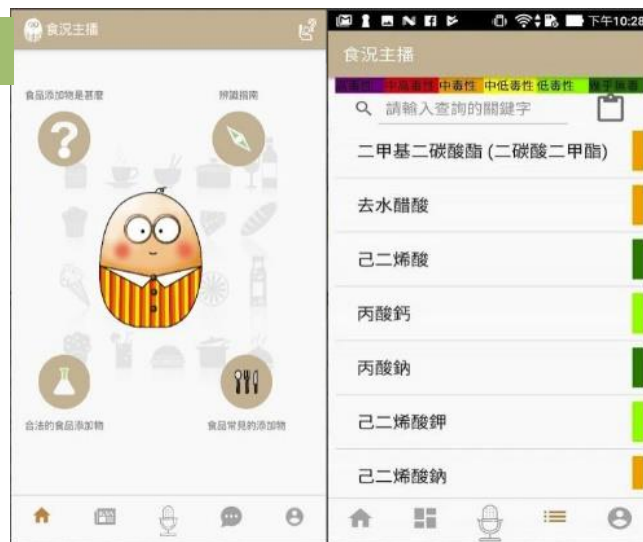 食況主播
食品添加物是甚麼
辨識指南
合法的食品添加物
食品常見的添加物
下午10:28
食況主播
中高毒性 中毒性 中低毒性 低毒性
請輸入查詢的關鍵字
二甲基二碳酸酯 (二碳酸二甲酯)
去水醋酸
己二烯酸
丙酸鈣
丙酸鈉
己二烯酸鉀
己二烯酸鈉